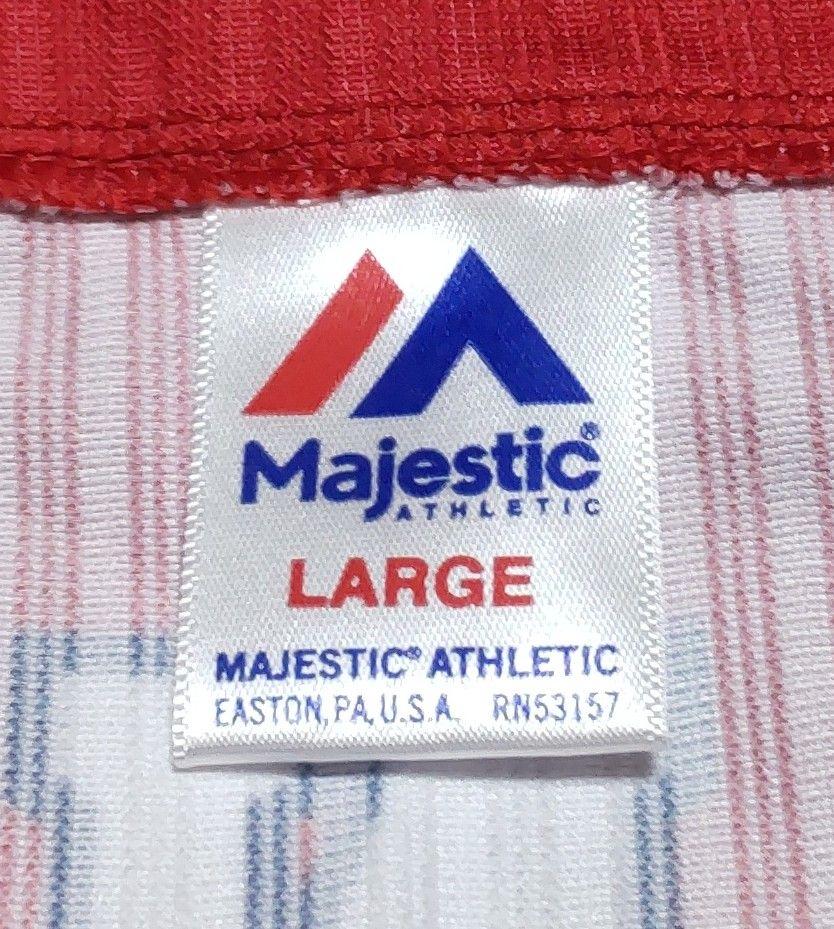 Majestic®
ATHLETIC
LARGE
MAJESTIC® ATHLETIC
EASTON, PA, U.S.A. RN53157